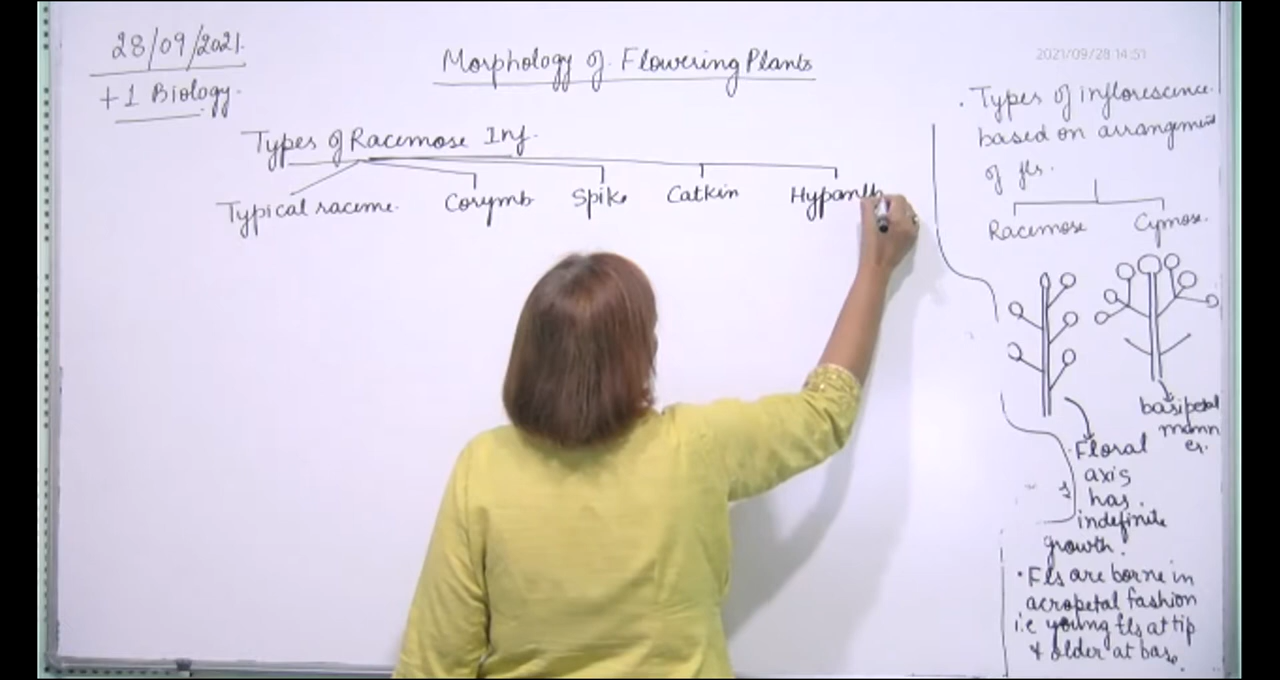 28/09/2021.
+1 Biology.
Morphology of Flowering Plants
2021/09/28 14:51
Types of Racemose Inf.
Typical raceme.
Corymb
Spike
Catkin
Hypanth
. Types of inflorescence.
based on arrangement
of fls.
Racemose
Cymose.
basipetal
mann
er.
Floral
axis
has
indefinite
growth.
• Fls are borne in
acropetal fashion
i.e young fls at tip
& older at base.